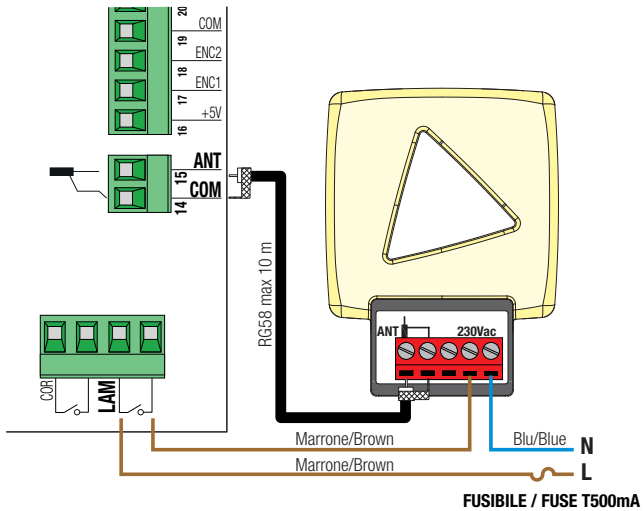 20
COM
19
ENC2
18
ENC1
17
+5V
16
ANT
15
COM
14
RG58 max 10 m
ANT
230Vac
COR
LAM
Marrone/Brown
Blu/Blue
N
Marrone/Brown
L
FUSIBILE / FUSE T500mA